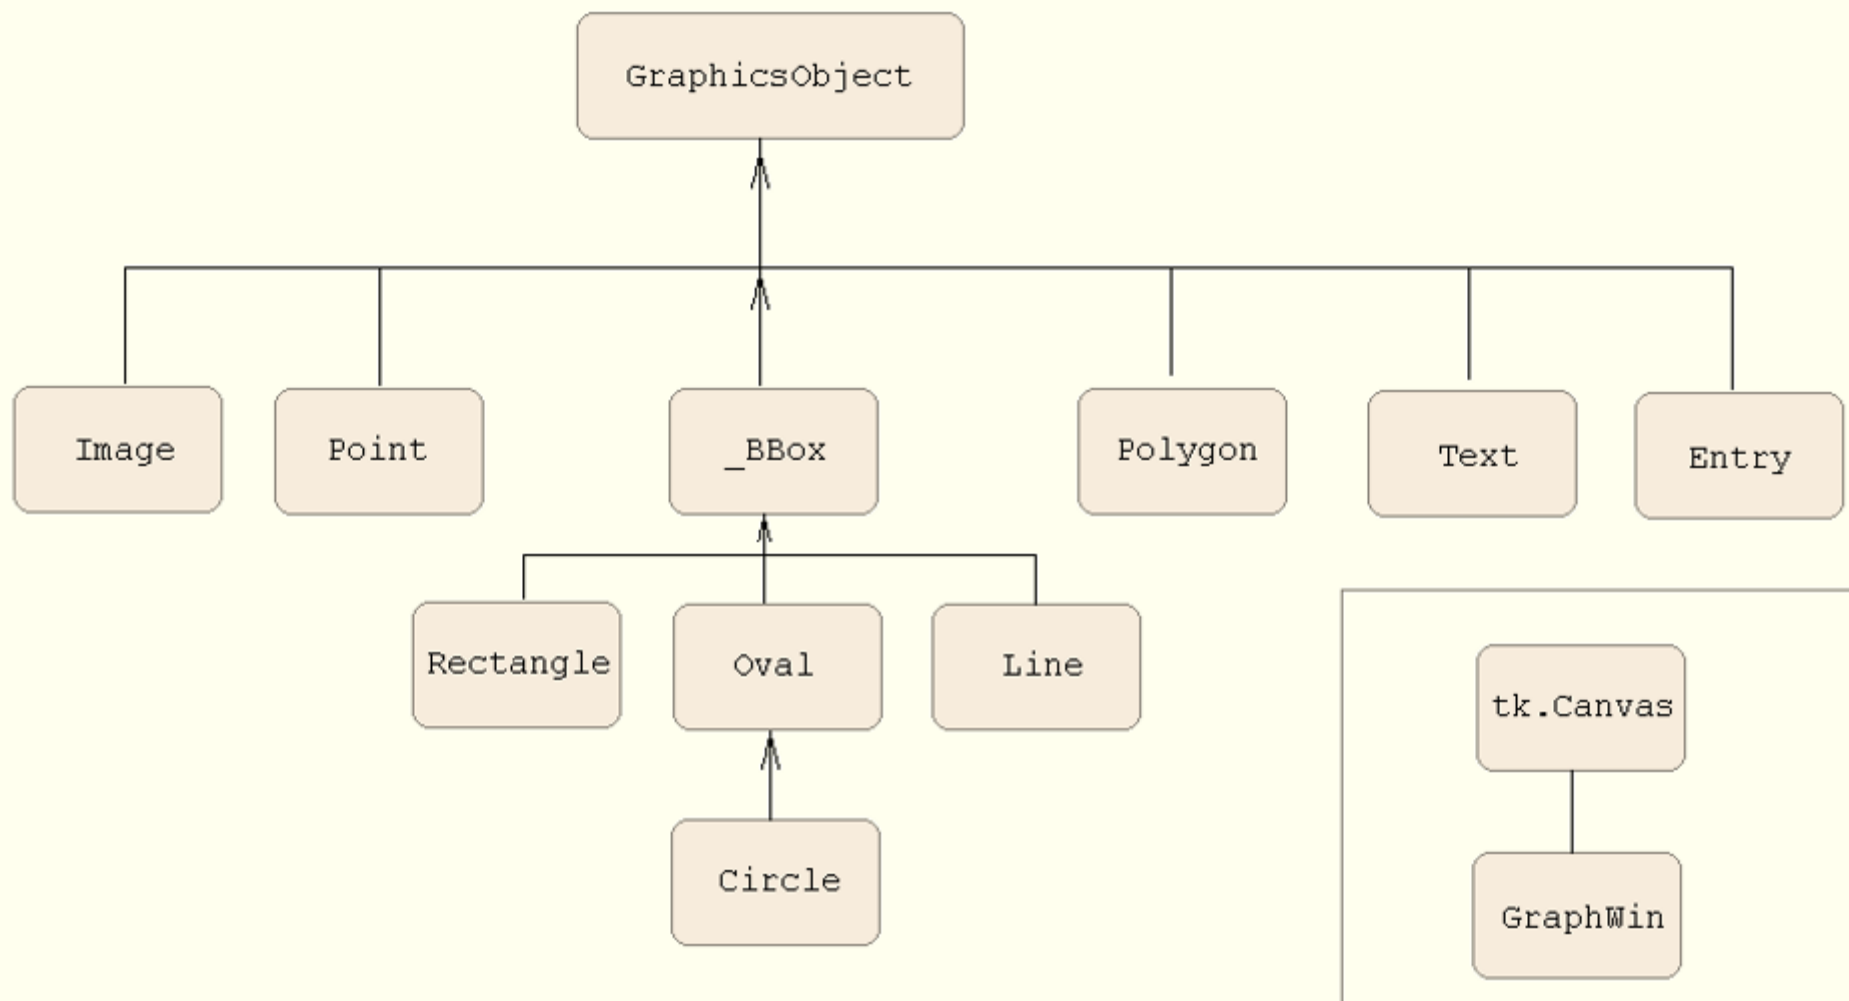 GraphicsObject
Image
Point
_BBox
Polygon
Text
Entry
Rectangle
Oval
Line
tk.Canvas
Circle
GraphWin